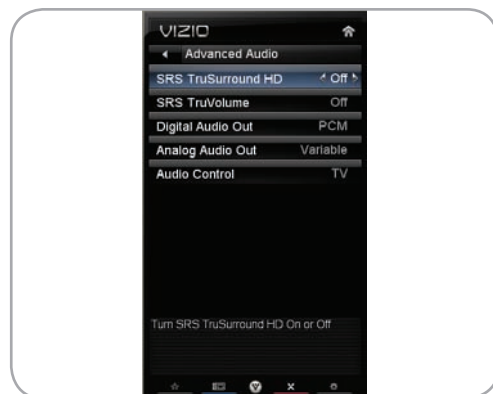 VIZIO
Advanced Audio
SRS TruSurround HD Off
SRS TruVolume Off
Digital Audio Out PCM
Analog Audio Out Variable
Audio Control TV
Turn SRS TruSurround HD On or Off